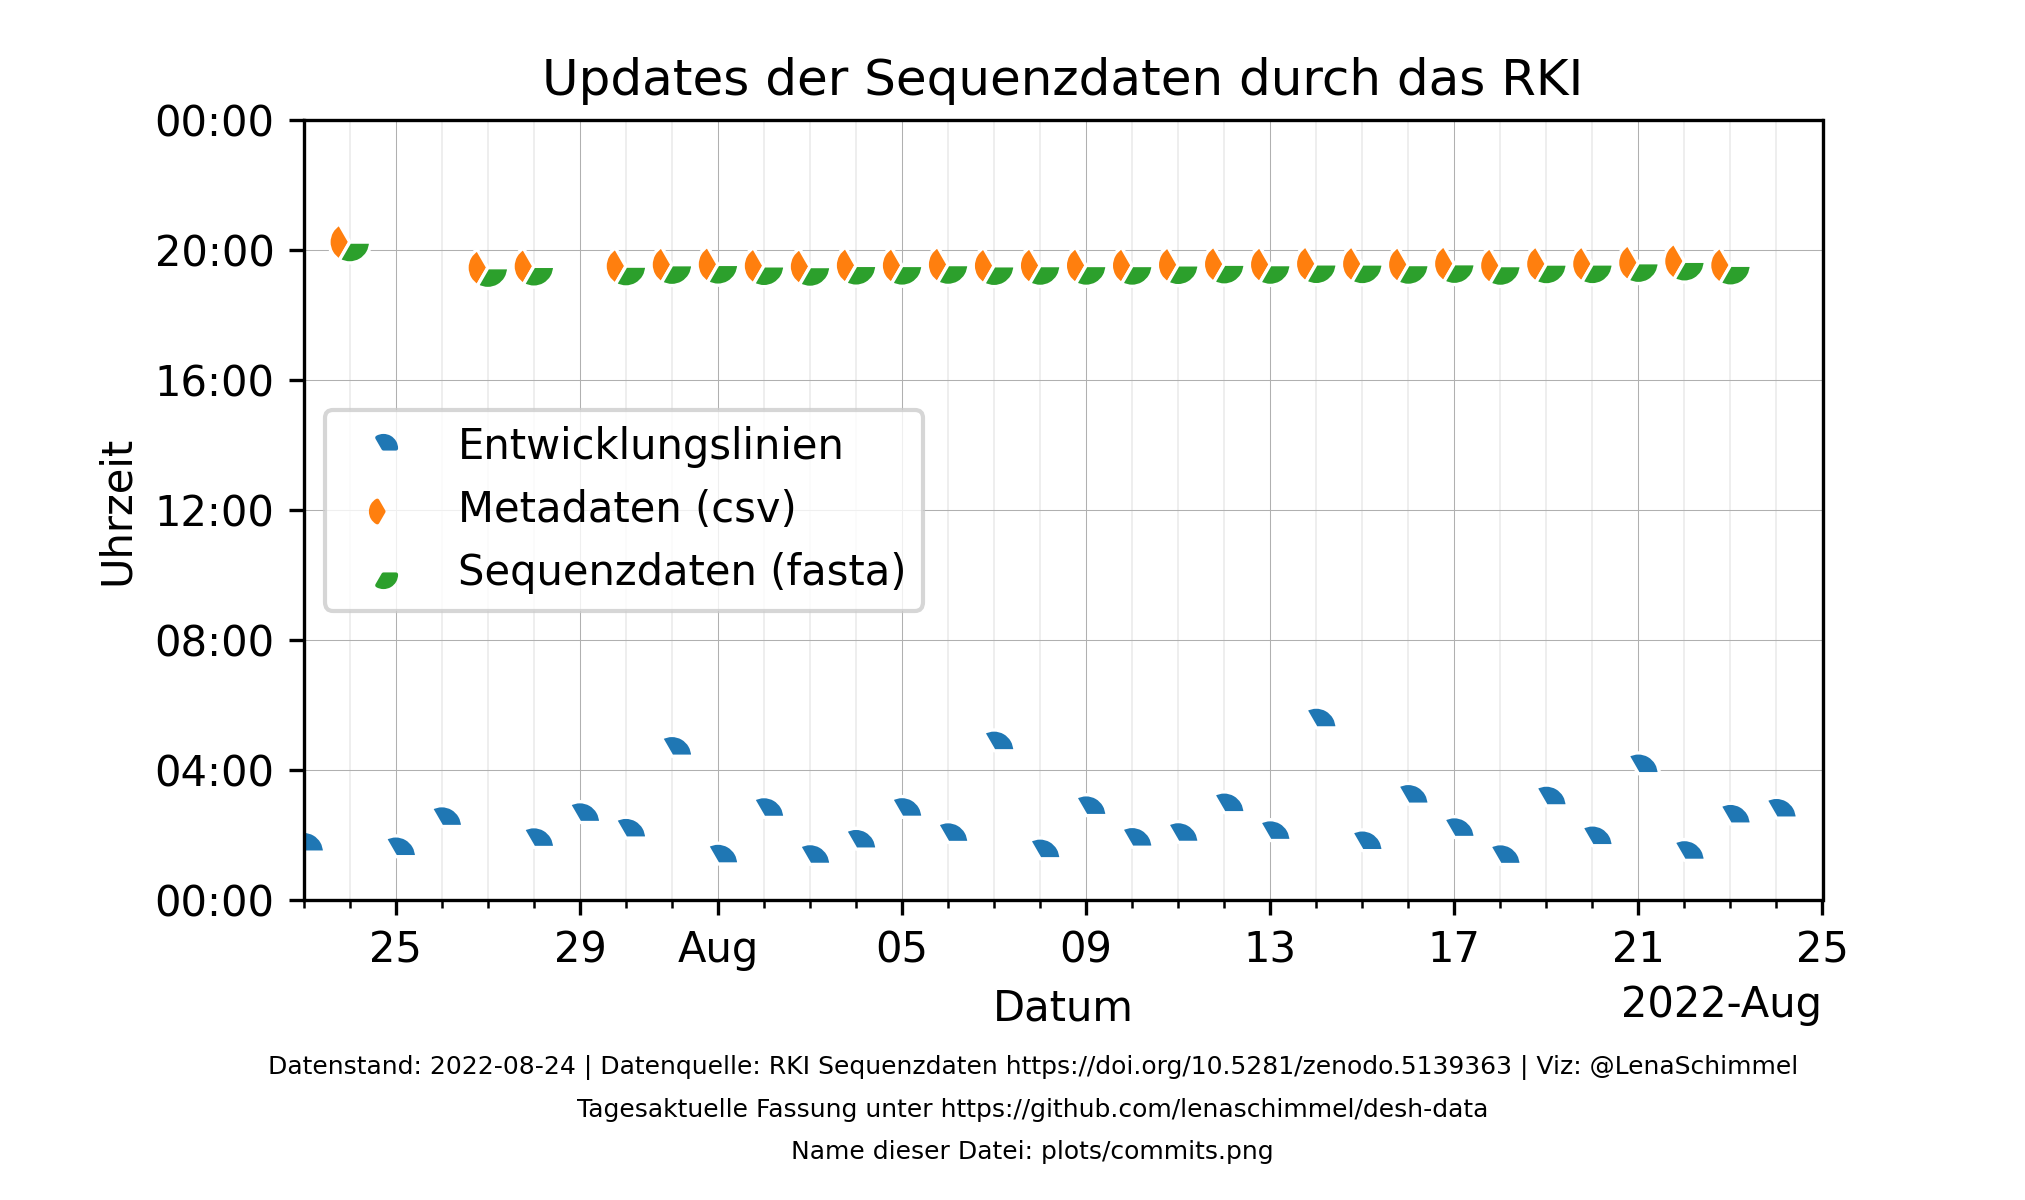 Updates der Sequenzdaten durch das RKI
00:00
20:00
16:00
12:00
08:00
04:00
00:00
Uhrzeit
Entwicklungslinien
Metadaten (csv)
Sequenzdaten (fasta)
25 29 Aug 05 09 13 17 21 25
Datum
2022-Aug
Datenstand: 2022-08-24 | Datenquelle: RKI Sequenzdaten https://doi.org/10.5281/zenodo.5139363 | Viz: @LenaSchimmel
Tagesaktuelle Fassung unter https://github.com/lenaschimmel/desh-data
Name dieser Datei: plots/commits.png